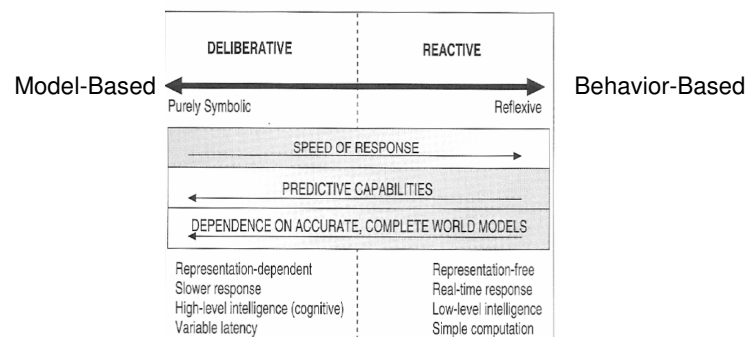 DELIBERATIVE
REACTIVE
Model-Based
Behavior-Based
Purely Symbolic
Reflexive
SPEED OF RESPONSE
PREDICTIVE CAPABILITIES
DEPENDENCE ON ACCURATE, COMPLETE WORLD MODELS
Representation-dependent
Slower response
High-level intelligence (cognitive)
Variable latency
Representation-free
Real-time response
Low-level intelligence
Simple computation